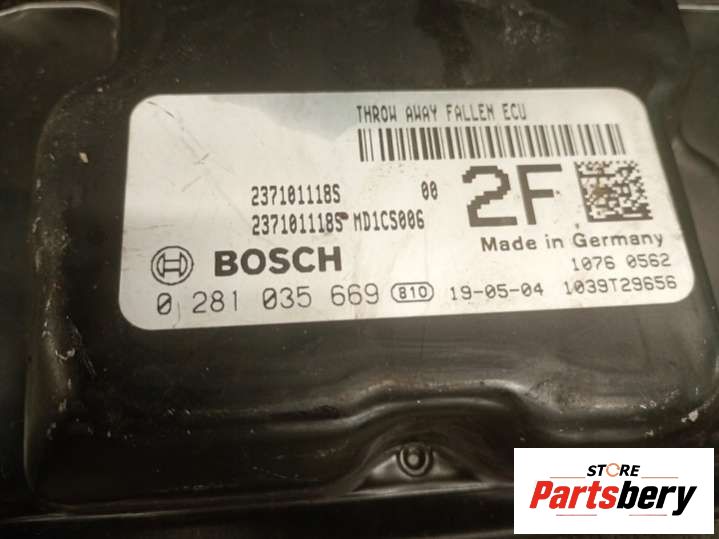 THROW AWAY FALLEN ECU
237101118S 00
237101118S MD1CS006
2F
Made in Germany
BOSCH
1076 0562
0 281 035 669 B10 19-05-04 1039T29656
STORE
Partsbery